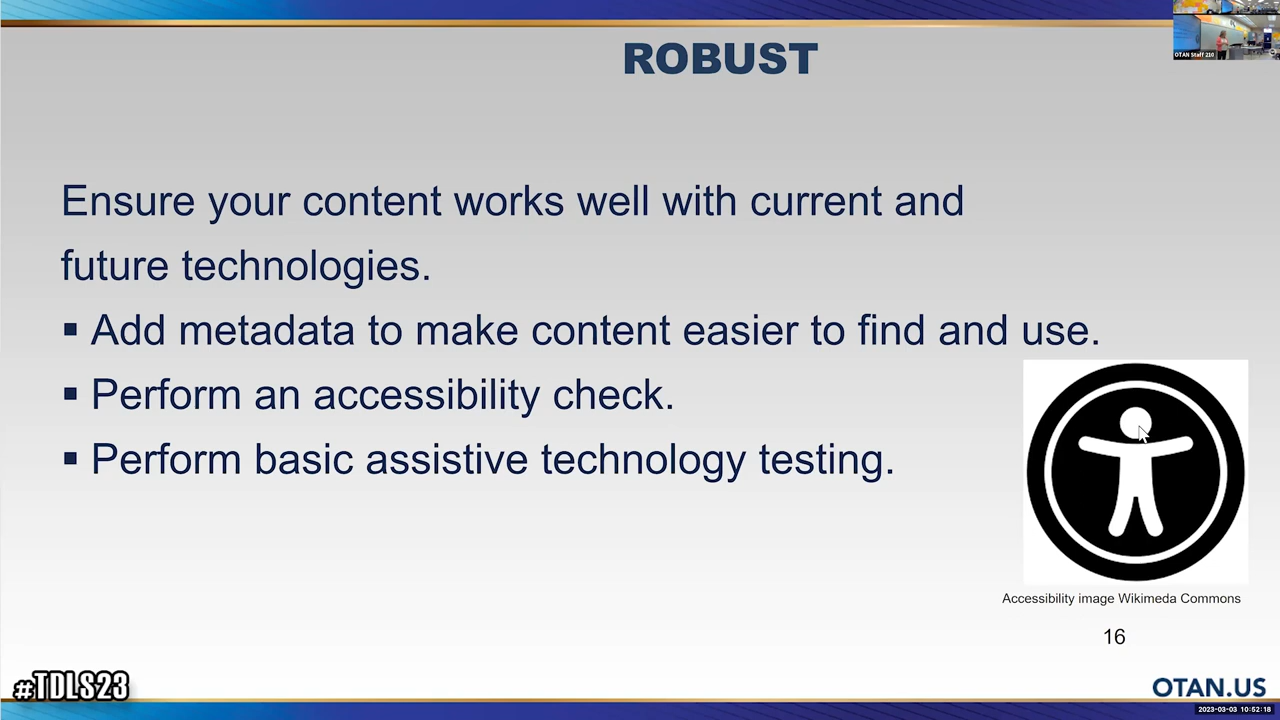 ROBUST
OTAN Staff 210
Ensure your content works well with current and
future technologies.
▪ Add metadata to make content easier to find and use.
▪ Perform an accessibility check.
▪ Perform basic assistive technology testing.
Accessibility image Wikimeda Commons
16
#TDLS23
OTAN.US
2023-03-03 10:52:18